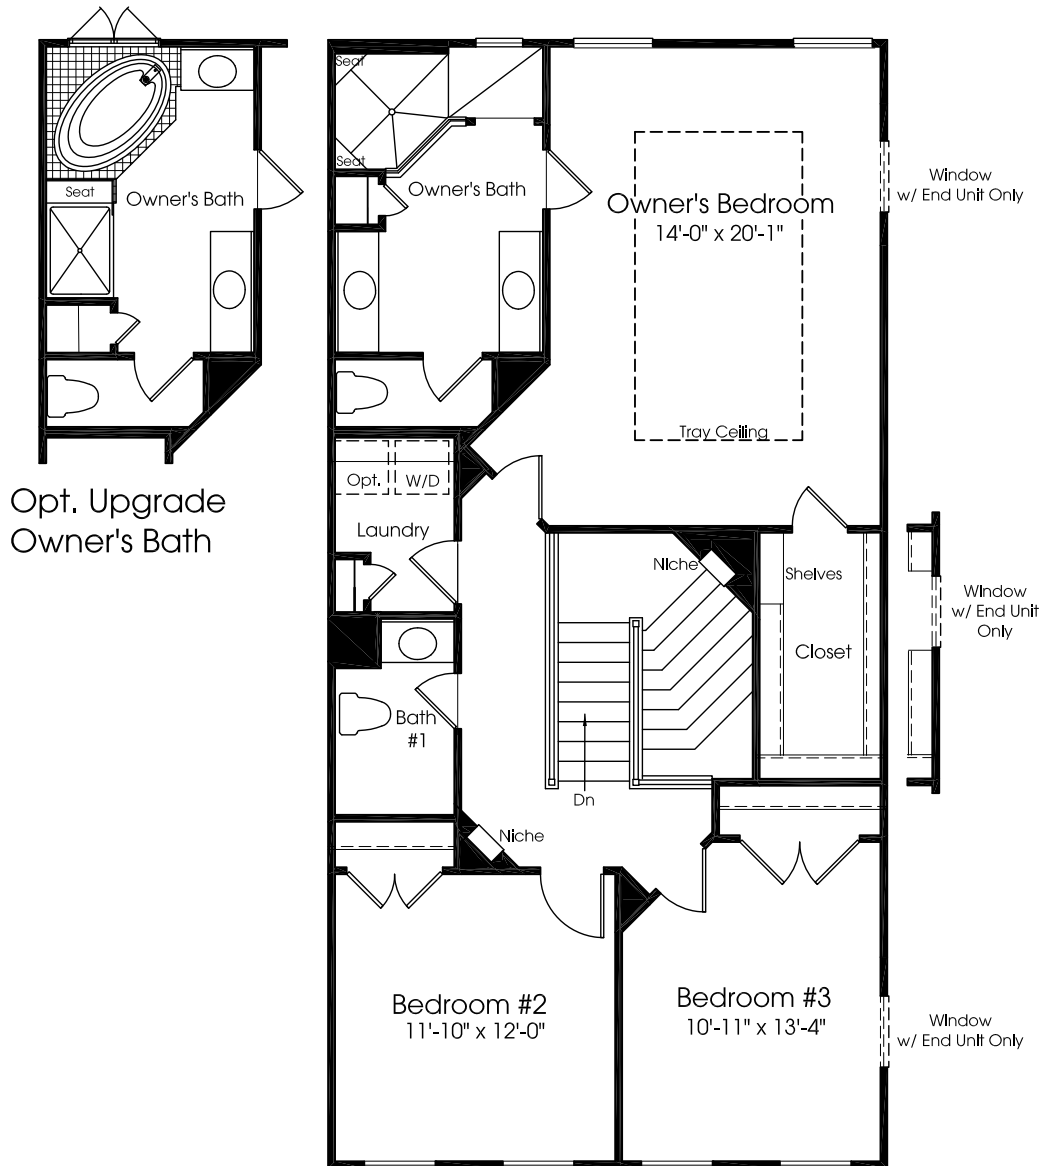 Seat
Owner's Bath
Opt. Upgrade
Owner's Bath
Seat
Seat
Owner's Bath
Owner's Bedroom
14'-0" x 20'-1"
Tray Ceiling
Window
w/ End Unit Only
Opt.
W/D
Laundry
Niche
Shelves
Closet
Window
w/ End Unit
Only
Bath
#1
Dn
Niche
Bedroom #2
11'-10" x 12'-0"
Bedroom #3
10'-11" x 13'-4"
Window
w/ End Unit Only